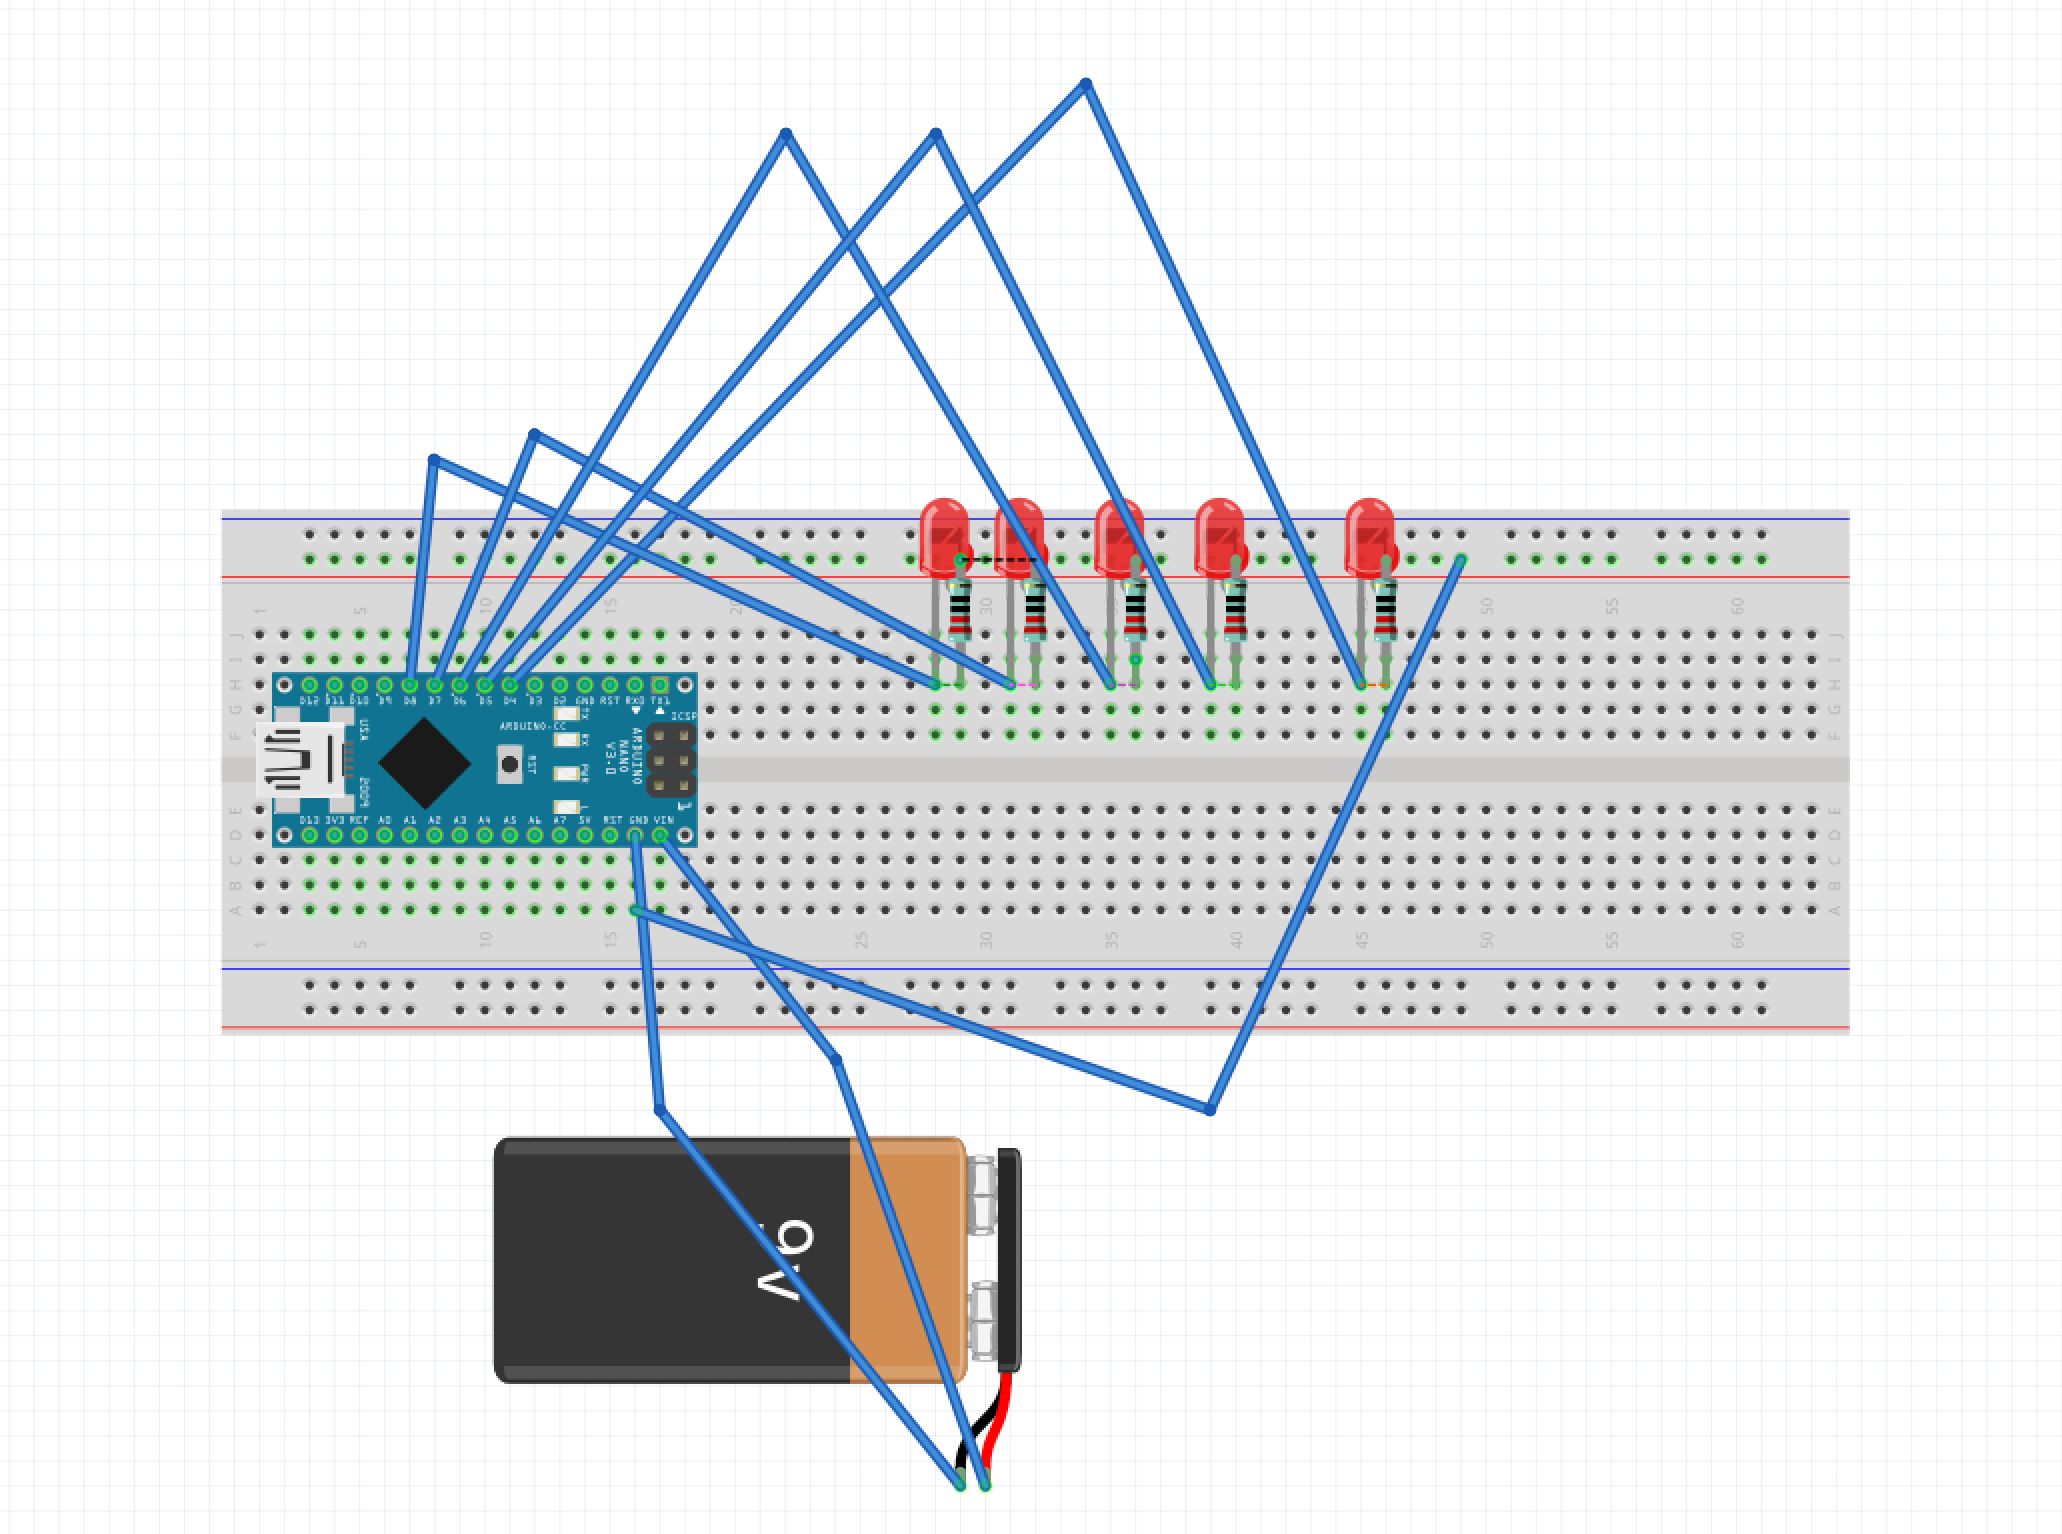 1 5 10 15 20 30 35 45 50 55 60
J J
I I
H H
G G
F F
D12 D11 D10 D9 D8 D7 D6 D5 D4 D3 D2 GND RST RX0 TX1
ICSP
ARDUINO.CC
USA
TX
RX
PWR
L
RST
ARDUINO
NANO
V3.0
2009
1
D13 3V3 REF A0 A1 A2 A3 A4 A5 A6 A7 5V RST GND VIN
E E
D D
C C
B B
A A
1 5 10 15 25 30 35 40 45 50 55 60
9V